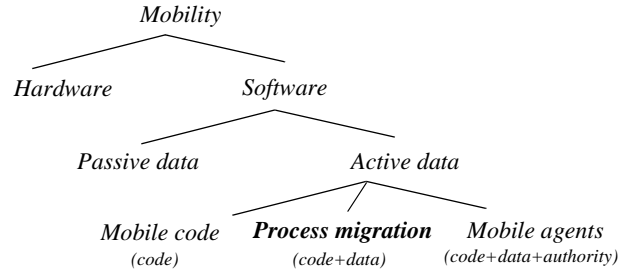 Mobility
Hardware Software
Passive data Active data
Mobile code Process migration Mobile agents
(code) (code+data) (code+data+authority)